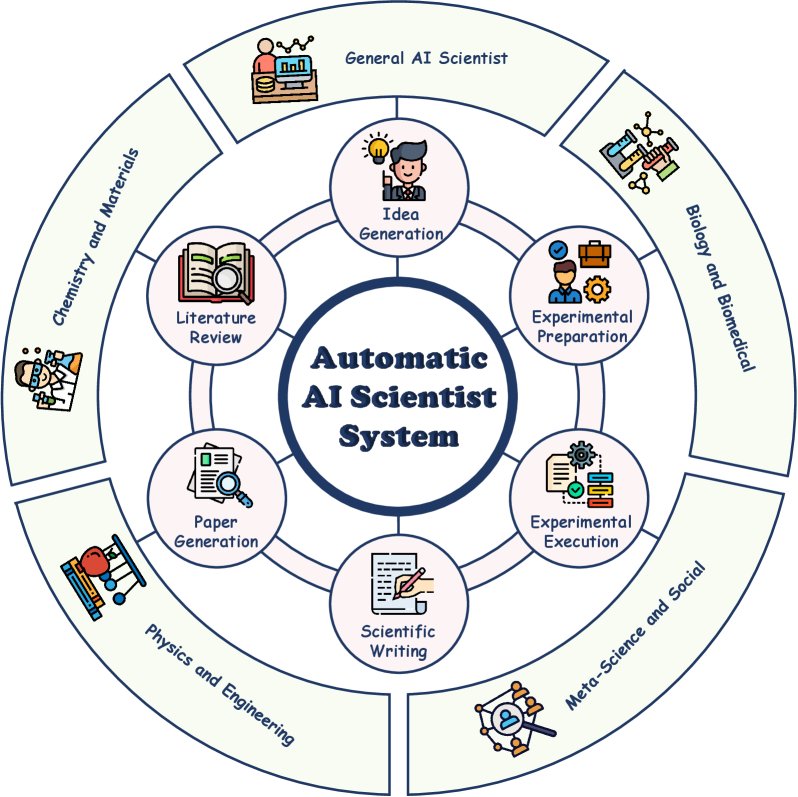 General AI Scientist
Biology and Biomedical
Chemistry and Materials
Idea
Generation
Literature
Review
Experimental
Preparation
Automatic
AI Scientist
System
Paper
Generation
Experimental
Execution
Scientific
Writing
Physics and Engineering
Meta-Science and Social